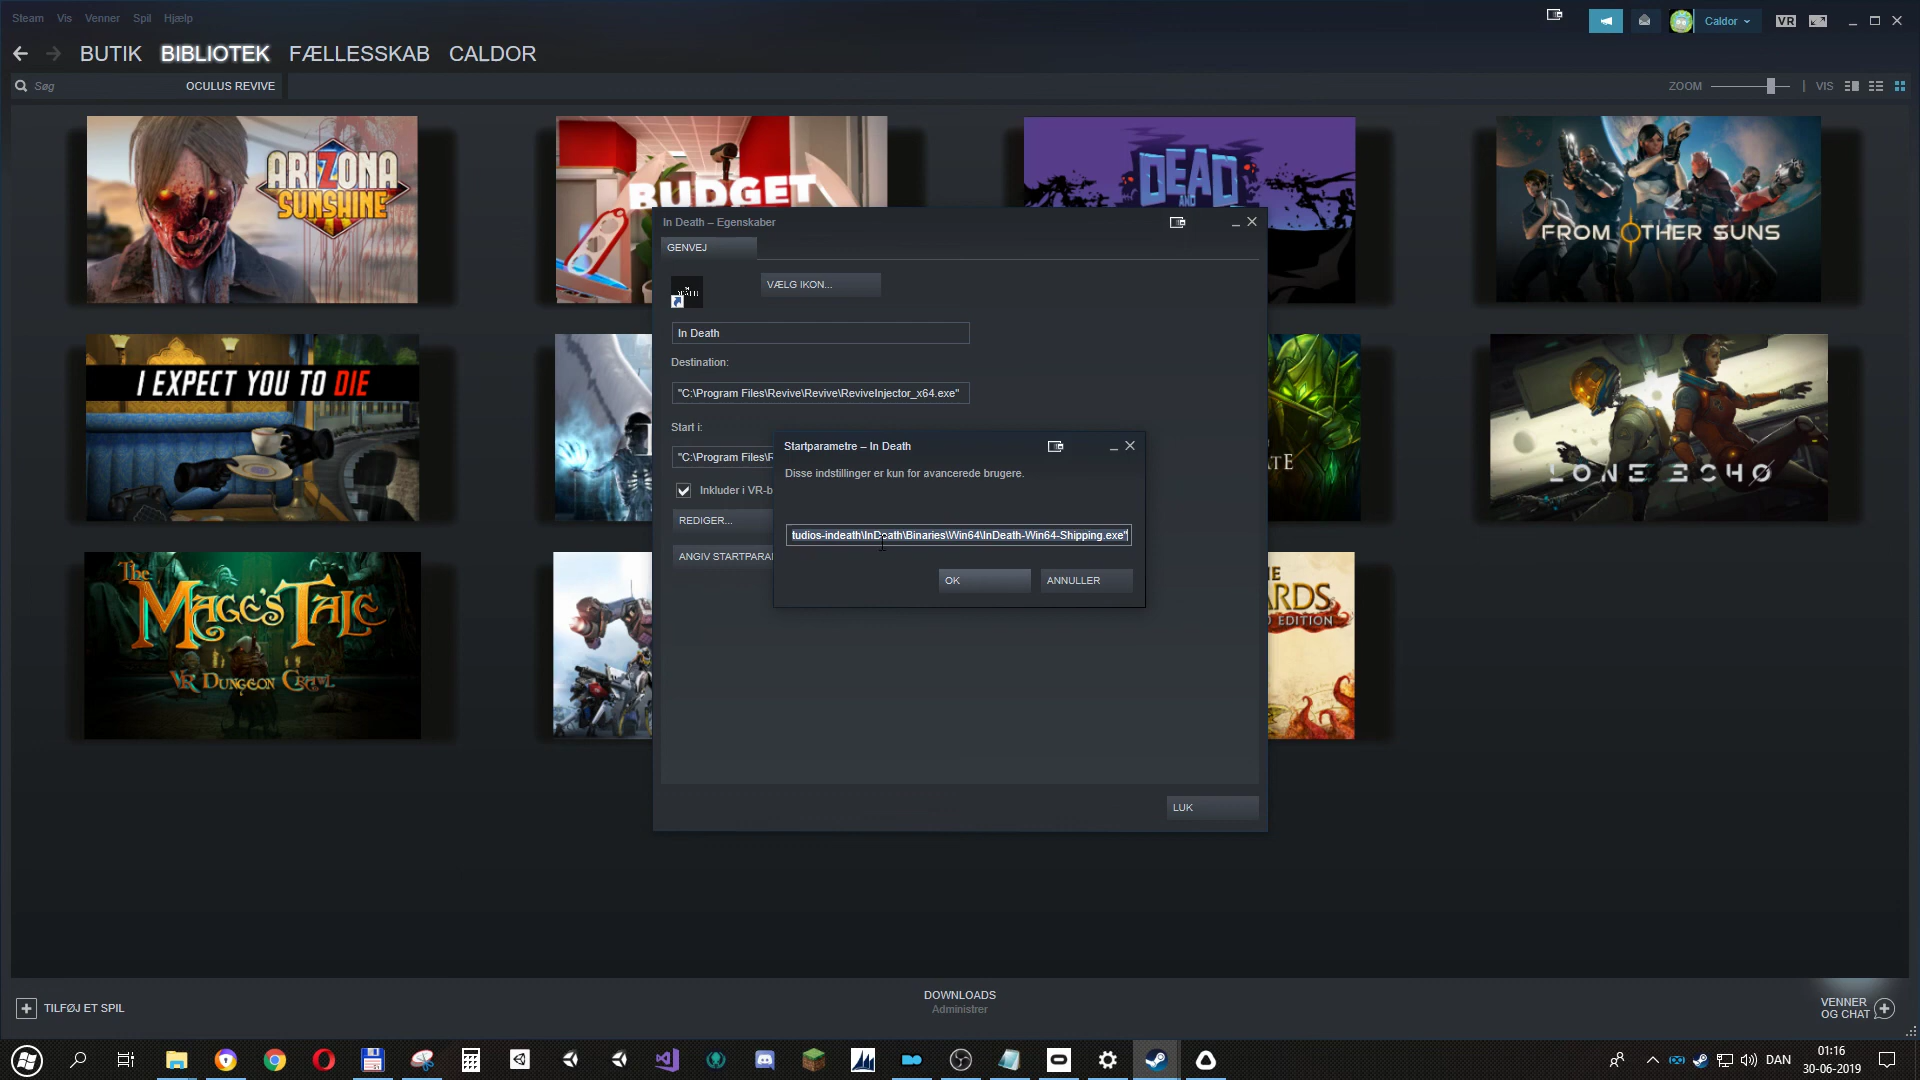 Steam Vis Venner Spil Hjælp
Caldor
VR
BUTIK BIBLIOTEK FÆLLESSKAB CALDOR
Søg
OCULUS REVIVE
ZOOM
VIS
ARIZONA
SUNSHINE
BUDGET
DEAD
AND
FROM OTHER SUNS
In Death – Egenskaber
GENVEJ
DEATH
VÆLG IKON...
In Death
Destination:
"C:\Program Files\Revive\Revive\ReviveInjector_x64.exe"
Start i:
"C:\Program Files\R
Inkluder i VR-b
REDIGER...
ANGIV STARTPARA
Startparametre – In Death
Disse indstillinger er kun for avancerede brugere.
tudios-indeath\InDeath\Binaries\Win64\InDeath-Win64-Shipping.exe"
OK
ANNULLER
LUK
I EXPECT YOU TO DIE
TE
LONE ECHO
The
MAGE'S TALE
VR DUNGEON CRAWL
E
RDS
EDITION
TILFØJ ET SPIL
DOWNLOADS
Administrer
VENNER
OG CHAT
DAN
01:16
30-06-2019